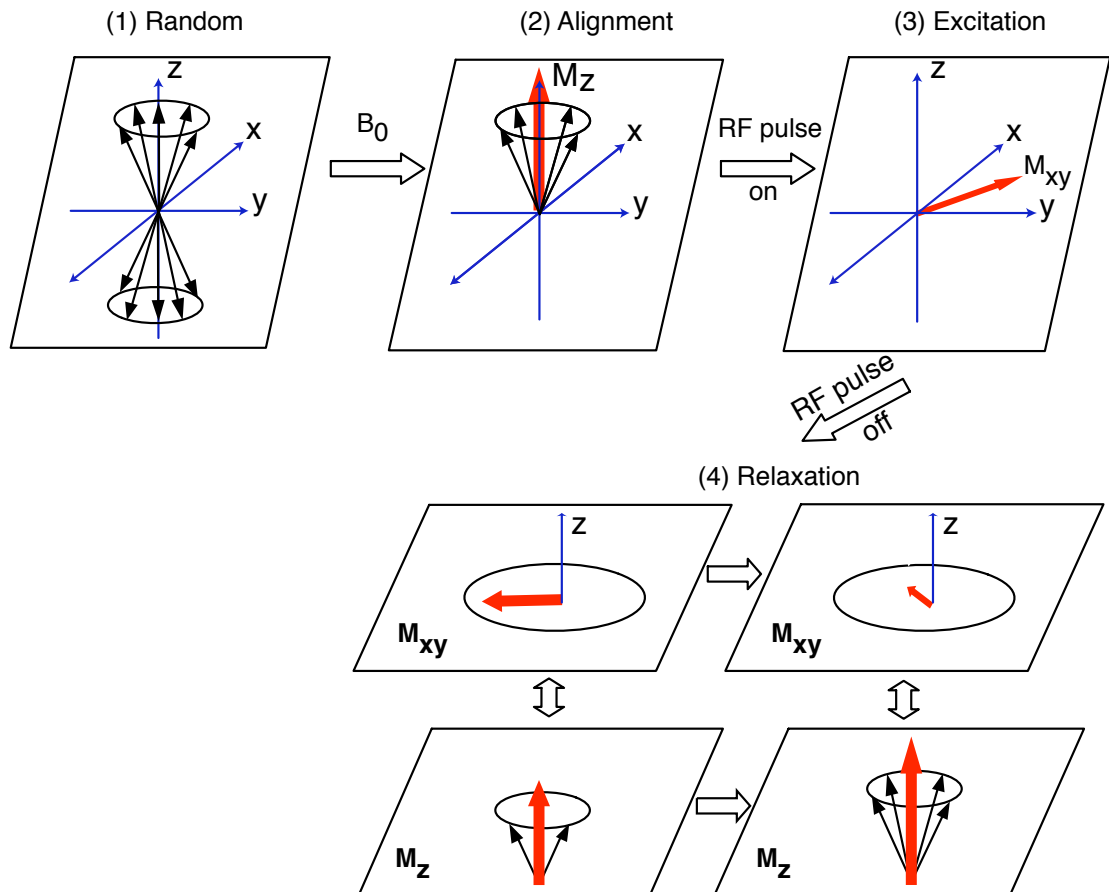 (1) Random
(2) Alignment
(3) Excitation
z
x
y
B0
Mz
x
y
RF pulse
on
z
x
Mxy
y
RF pulse
off
(4) Relaxation
z
Mxy
z
Mxy
Mz
Mz